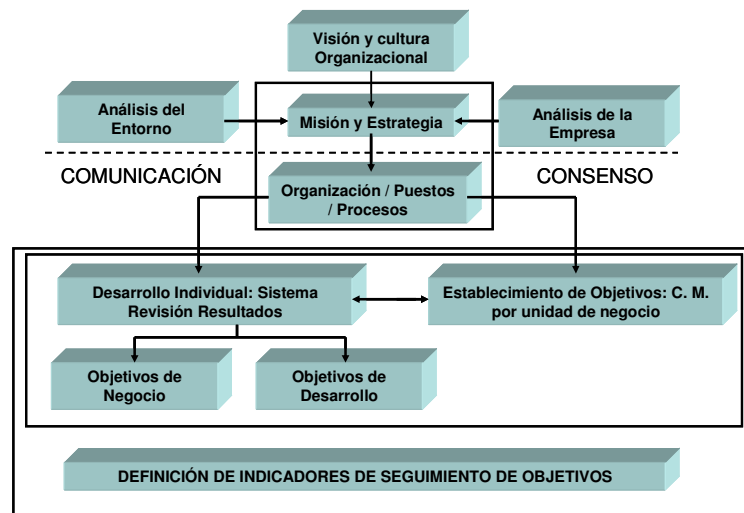 Visión y cultura
Organizacional
Análisis del
Entorno
Misión y Estrategia
Análisis de la
Empresa
COMUNICACIÓN
CONSENSO
Organización / Puestos
/ Procesos
Desarrollo Individual: Sistema
Revisión Resultados
Establecimiento de Objetivos: C. M.
por unidad de negocio
Objetivos de
Negocio
Objetivos de
Desarrollo
DEFINICIÓN DE INDICADORES DE SEGUIMIENTO DE OBJETIVOS